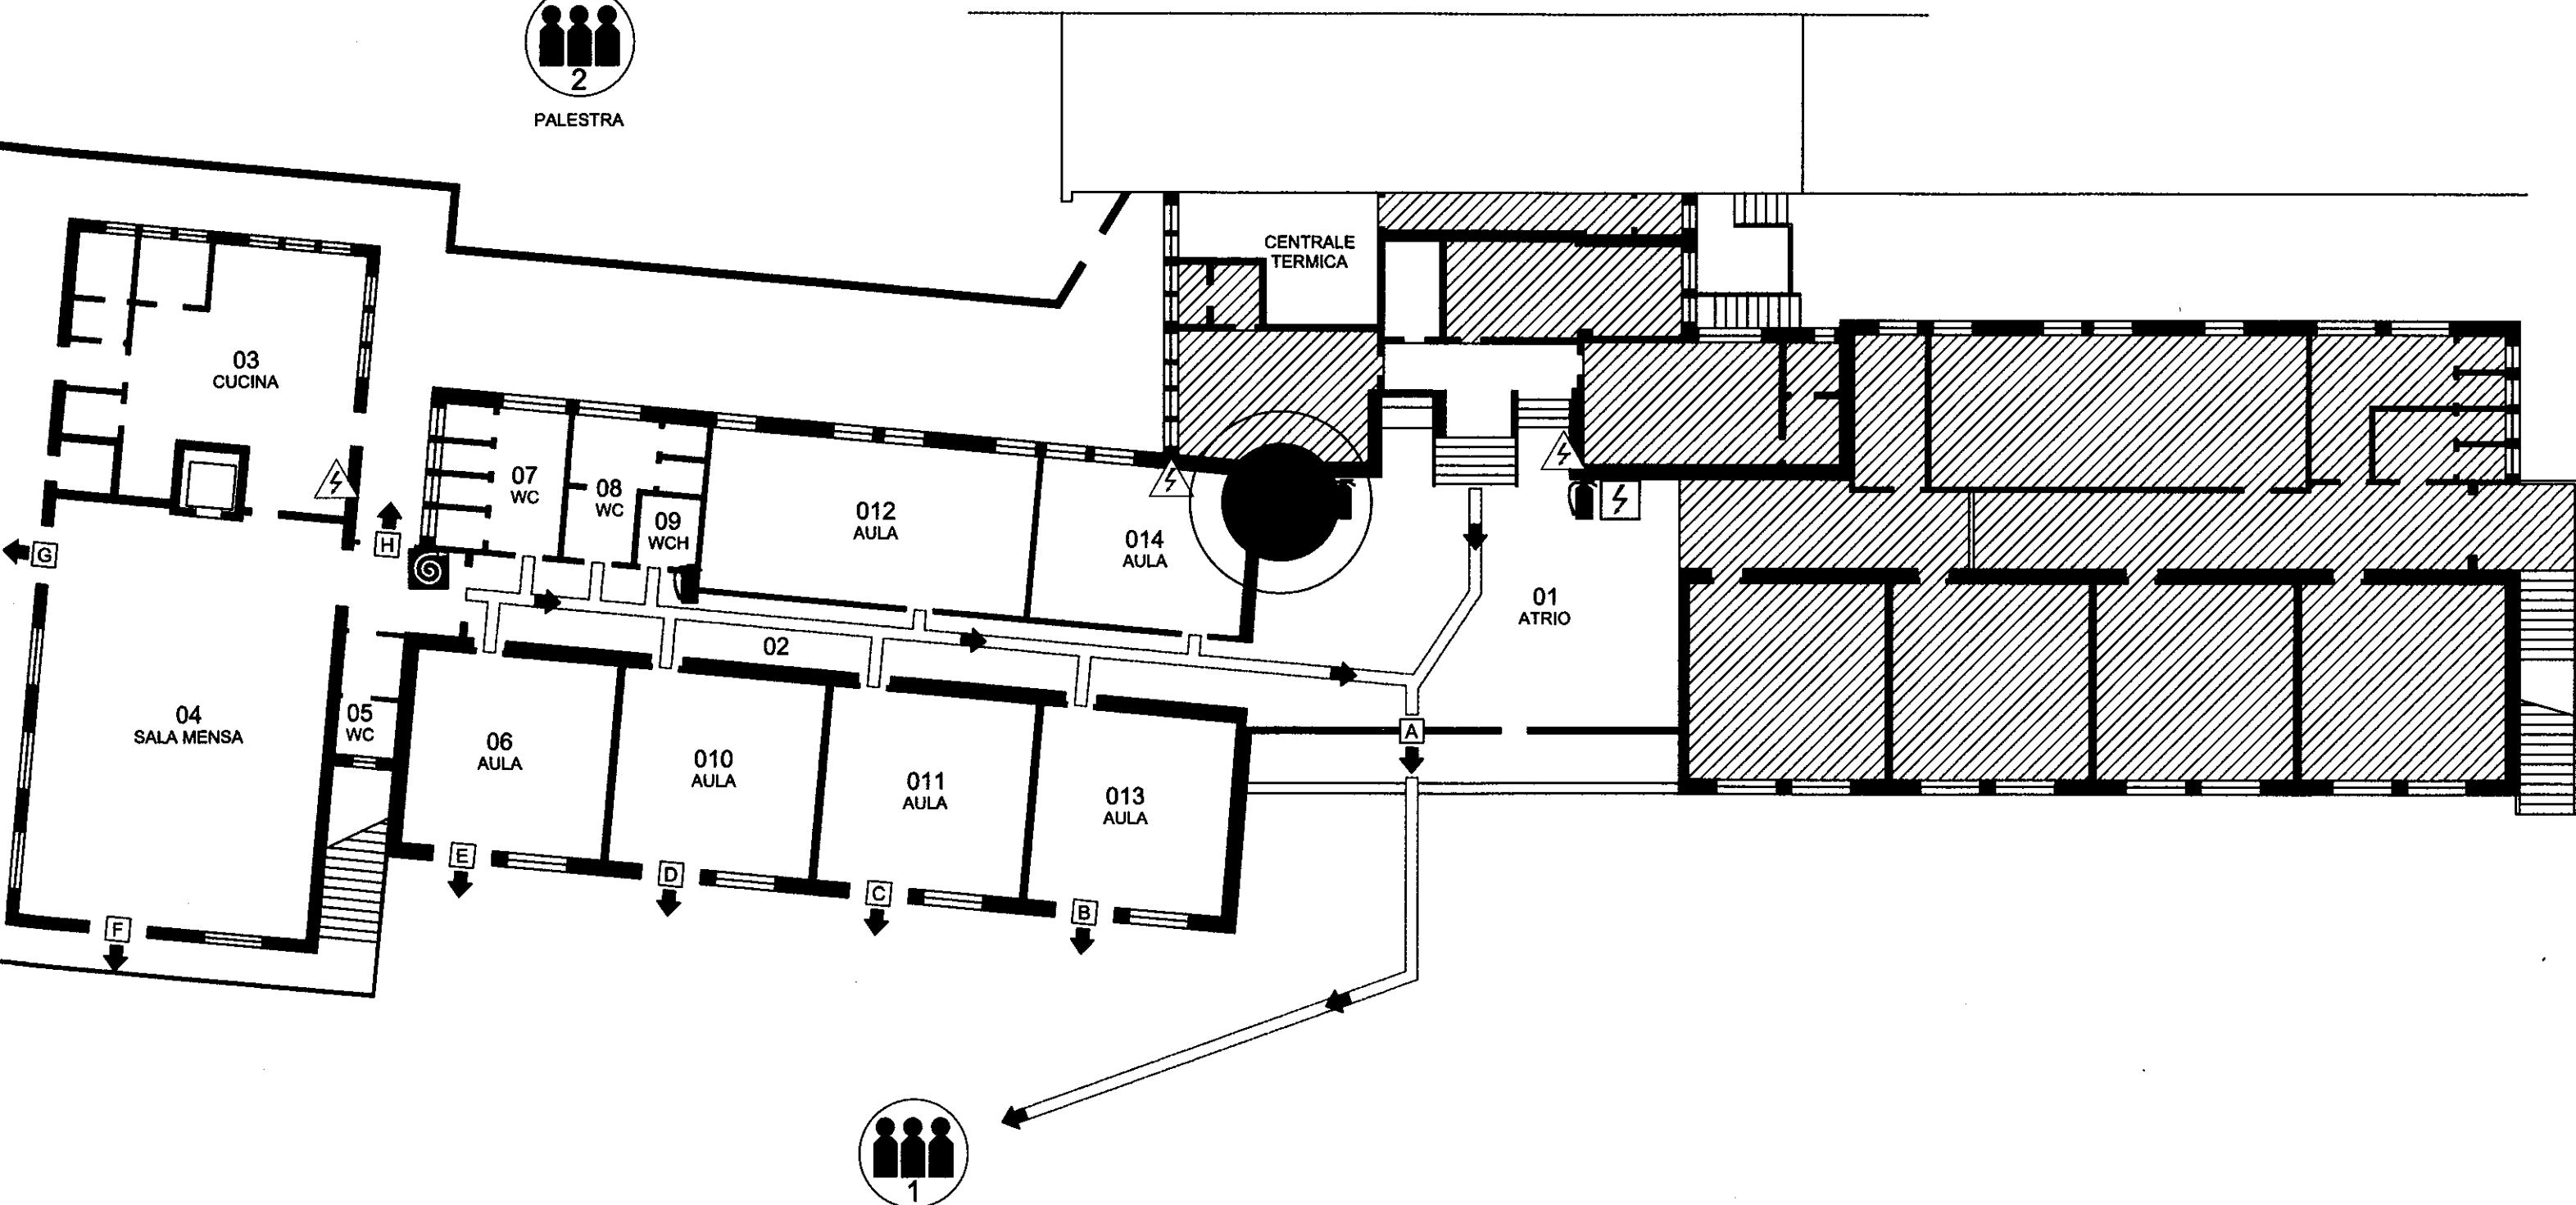 2
PALESTRA
CENTRALE
TERMICA
03
CUCINA
07
WC
08
WC
09
WCH
012
AULA
014
AULA
G
H
01
ATRIO
02
04
SALA MENSA
05
WC
06
AULA
010
AULA
011
AULA
013
AULA
A
E
D
C
B
F
1